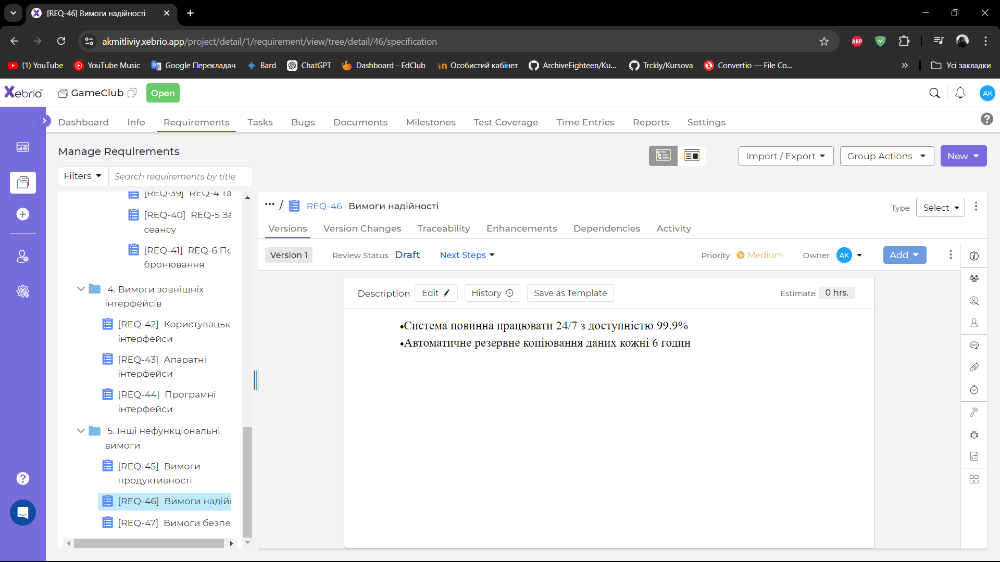 [REQ-46] Вимоги надійності
akmitliviy.xebrio.app/project/detail/1/requirement/view/tree/detail/46/specification
ABP
(1) YouTube
YouTube Music
Google Перекладач
Bard
ChatGPT
Dashboard - EdClub
Особистий кабінет
ArchiveEighteen/Ku...
Trckly/Kursova
Convertio — File Co...
Усі закладки
Xebrio
GameClub
Open
AK
Dashboard
Info
Requirements
Tasks
Bugs
Documents
Milestones
Test Coverage
Time Entries
Reports
Settings
Manage Requirements
Import / Export
Group Actions
New
Filters
Search requirements by title
[REQ-39] REQ-4 Та
[REQ-40] REQ-5 За
сеансу
[REQ-41] REQ-6 По
бронювання
4. Вимоги зовнішніх
інтерфейсів
[REQ-42] Користувацьк
інтерфейси
[REQ-43] Апаратні
інтерфейси
[REQ-44] Програмні
інтерфейси
5. Інші нефункціональні
вимоги
[REQ-45] Вимоги
продуктивності
[REQ-46] Вимоги надій
[REQ-47] Вимоги безпе
... / REQ-46 Вимоги надійності
Type Select
Versions
Version Changes
Traceability
Enhancements
Dependencies
Activity
Version 1
Review Status Draft
Next Steps
Priority Medium
Owner AK
Add
Description
Edit
History
Save as Template
Estimate 0 hrs.
•Система повинна працювати 24/7 з доступністю 99.9%
•Автоматичне резервне копіювання даних кожні 6 годин